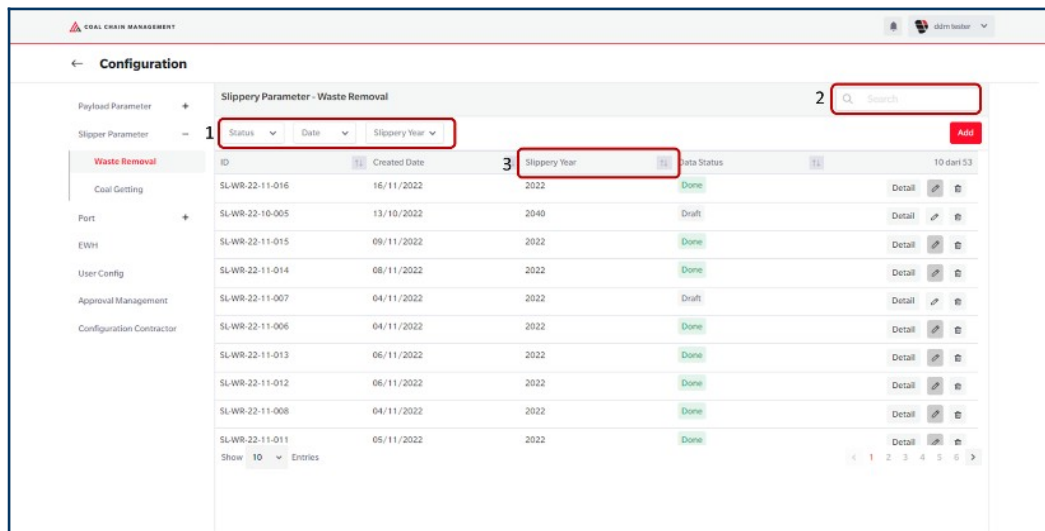 COAL CHAIN MANAGEMENT
ddm tester
← Configuration
Payload Parameter +
Slipper Parameter −
Waste Removal
Coal Getting
Port +
EWH
User Config
Approval Management
Configuration Contractor
Slippery Parameter - Waste Removal
2 Search
1 Status Date Slippery Year
Add
ID Created Date 3 Slippery Year Data Status 10 dari 53
SL-WR-22-11-016 16/11/2022 2022 Done Detail
SL-WR-22-10-005 13/10/2022 2040 Draft Detail
SL-WR-22-11-015 09/11/2022 2022 Done Detail
SL-WR-22-11-014 08/11/2022 2022 Done Detail
SL-WR-22-11-007 04/11/2022 2022 Draft Detail
SL-WR-22-11-006 04/11/2022 2022 Done Detail
SL-WR-22-11-013 06/11/2022 2022 Done Detail
SL-WR-22-11-012 06/11/2022 2022 Done Detail
SL-WR-22-11-008 04/11/2022 2022 Done Detail
SL-WR-22-11-011 05/11/2022 2022 Done Detail
Show 10 Entries
< 1 2 3 4 5 6 >